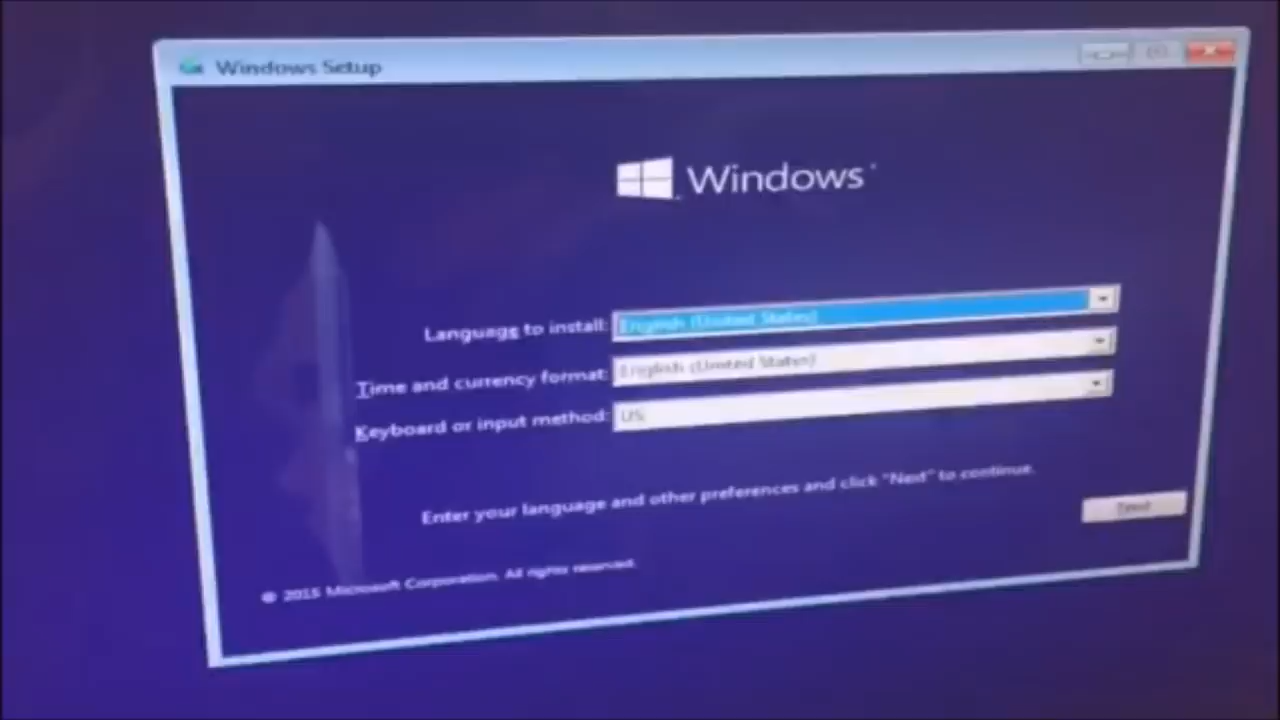 Windows Setup
Windows
Language to install: English (United States)
Time and currency format: English (United States)
Keyboard or input method: US
Enter your language and other preferences and click "Next" to continue.
Next
© 2015 Microsoft Corporation. All rights reserved.